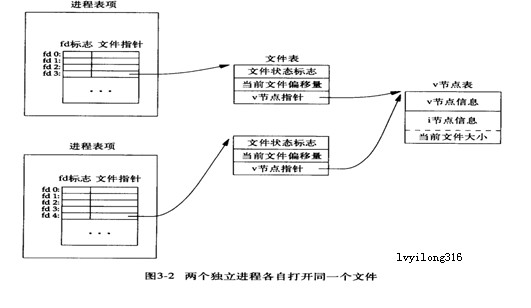 进程表项
fd标志 文件指针
fd 0:
fd 1:
fd 2:
fd 3:
...
文件表
文件状态标志
当前文件偏移量
v节点指针
v节点表
v节点信息
i节点信息
当前文件大小
进程表项
fd标志 文件指针
fd 0:
fd 1:
fd 2:
fd 3:
fd 4:
...
文件状态标志
当前文件偏移量
v节点指针
lvyilong316
图3-2 两个独立进程各自打开同一个文件